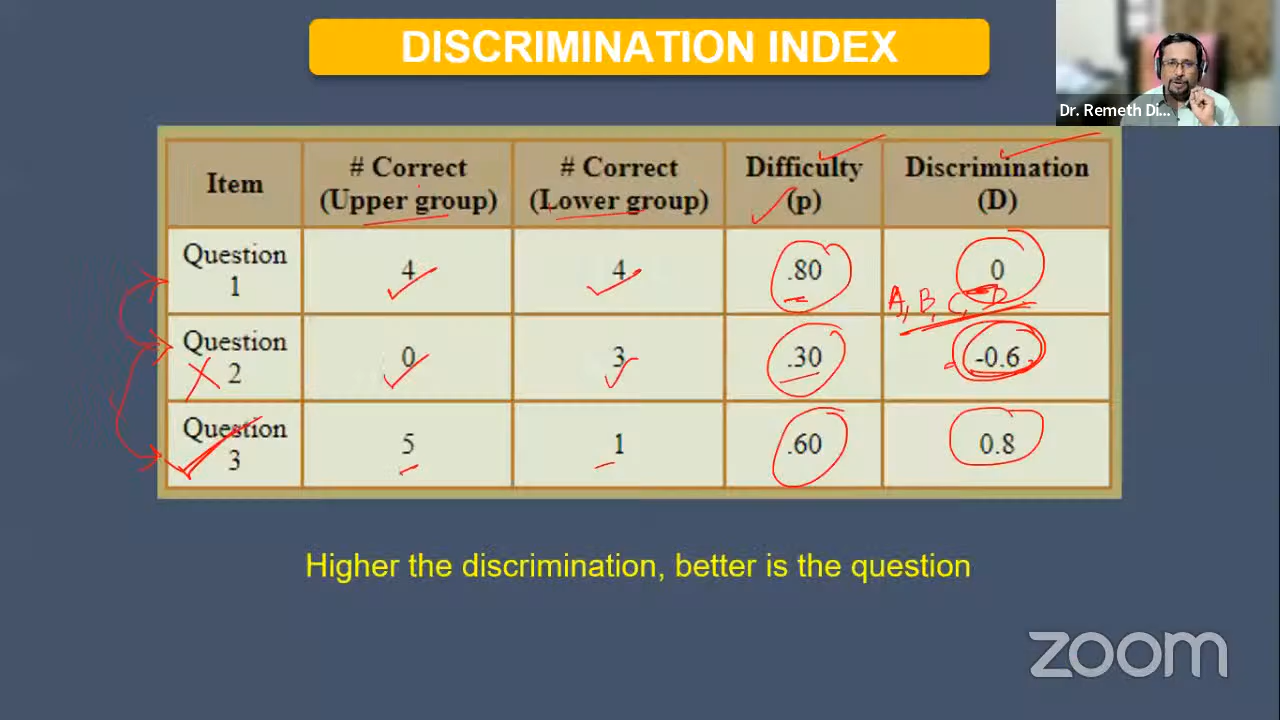 DISCRIMINATION INDEX
Dr. Remeth Di...
Item
# Correct
(Upper group)
# Correct
(Lower group)
Difficulty
(p)
Discrimination
(D)
Question
1
4
4
.80
0
A, B, C, D
Question
2
0
3
.30
-0.6
Question
3
5
1
.60
0.8
Higher the discrimination, better is the question
zoom